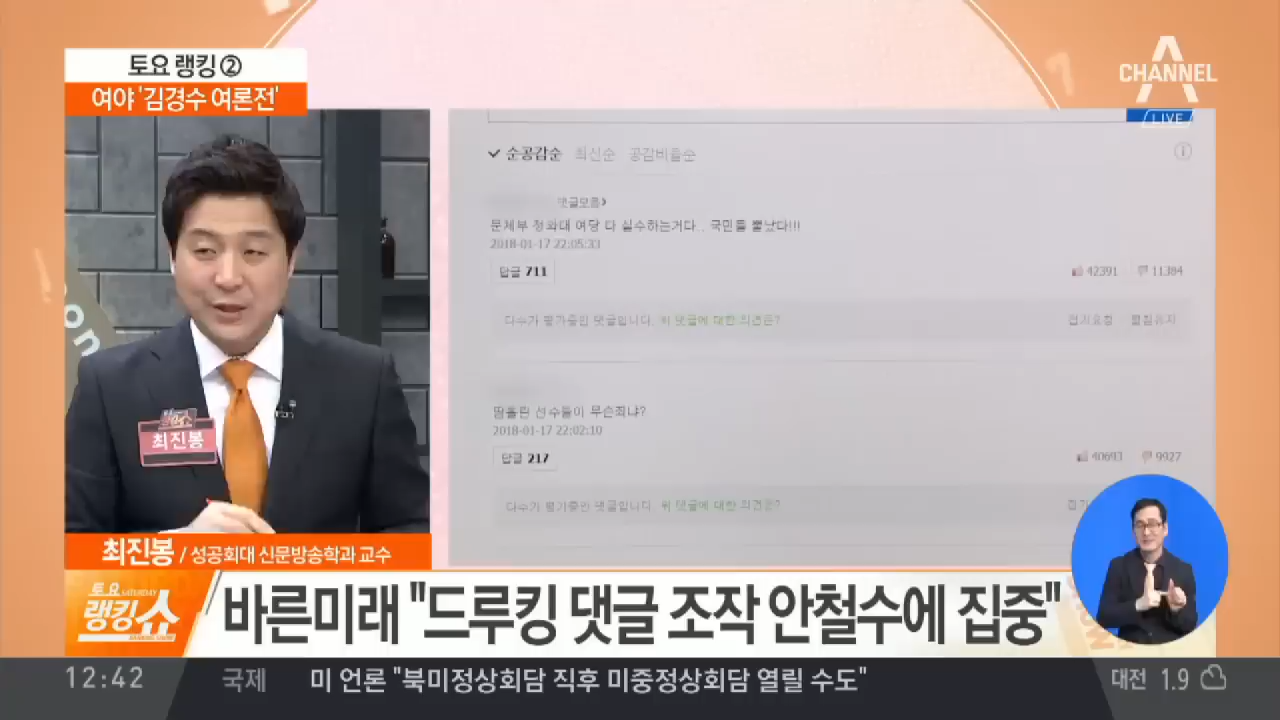 토요 랭킹 ②
여야 '김경수 여론전'
CHANNEL A
LIVE
순공감순 최신순 공감비율순
댓글모음
문체부 청와대 여당 다 실수하는거다.. 국민들 뿔났다!!!
2018-01-17 22:05:33
답글 711
42391 11384
다수가 평가중인 댓글입니다. 위 댓글에 대한 의견은?
접기요청
땀흘린 선수들이 무슨죄냐?
2018-01-17 22:02:10
답글 217
40693 9927
다수가 평가중인 댓글입니다. 위 댓글에 대한 의견은?
최진봉
최진봉 / 성공회대 신문방송학과 교수
토요 SATURDAY
랭킹쇼
바른미래 "드루킹 댓글 조작 안철수에 집중"
12:42 국제 미 언론 "북미정상회담 직후 미중정상회담 열릴 수도" 대전 1.9